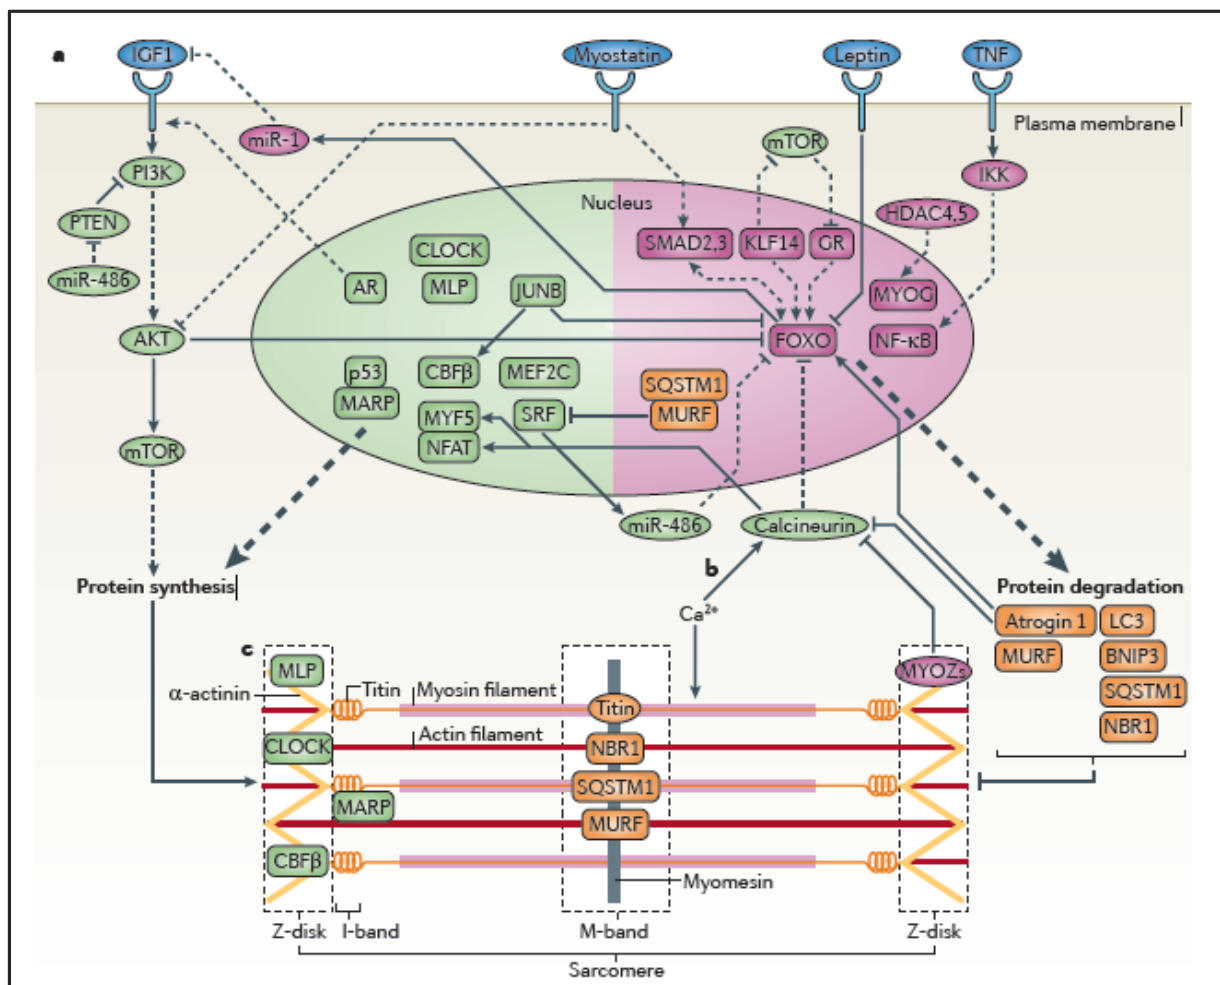 a
IGF1
Myostatin
Leptin
TNF
Plasma membrane
miR-1
mTOR
PI3K
IKK
PTEN
HDAC4,5
Nucleus
miR-486
CLOCK
SMAD2,3
KLF14
GR
AR
MLP
JUNB
MYOG
AKT
FOXO
NF-κB
p53
CBFβ
MEF2C
SQSTM1
MARP
MYF5
SRF
MURF
mTOR
NFAT
miR-486
Calcineurin
b
Protein synthesis
Protein degradation
Ca2+
Atrogin 1
LC3
c
MLP
MURF
BNIP3
MYOZs
α-actinin
Titin
Myosin filament
SQSTM1
Titin
NBR1
Actin filament
CLOCK
NBR1
SQSTM1
MARP
MURF
CBFβ
Myomesin
Z-disk
I-band
M-band
Z-disk
Sarcomere